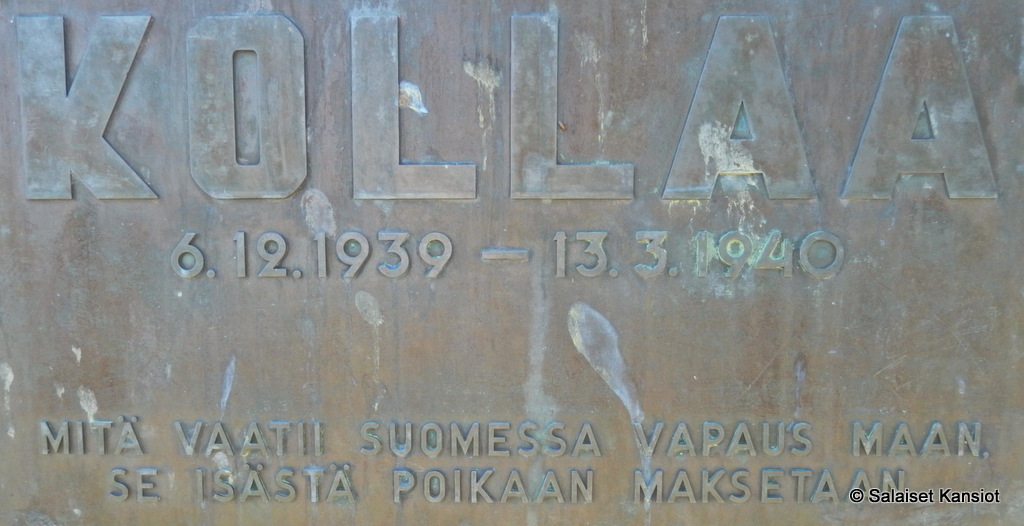 KOLLAA
6.12.1939 – 13.3.1940
MITÄ VAATII SUOMESSA VAPAUS MAAN,
SE ISÄSTÄ POIKAAN MAKSETAAN
© Salaiset Kansiot